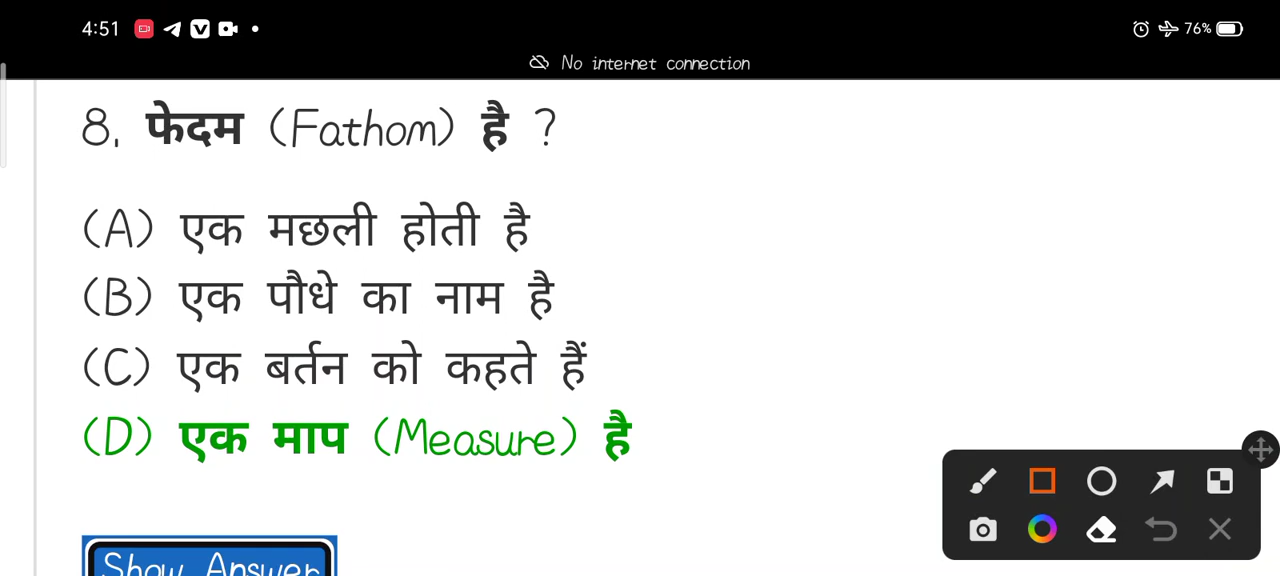 4:51
76%
No internet connection
8. फेदम (Fathom) है ?
(A) एक मछली होती है
(B) एक पौधे का नाम है
(C) एक बर्तन को कहते हैं
(D) एक माप (Measure) है
Show Answer